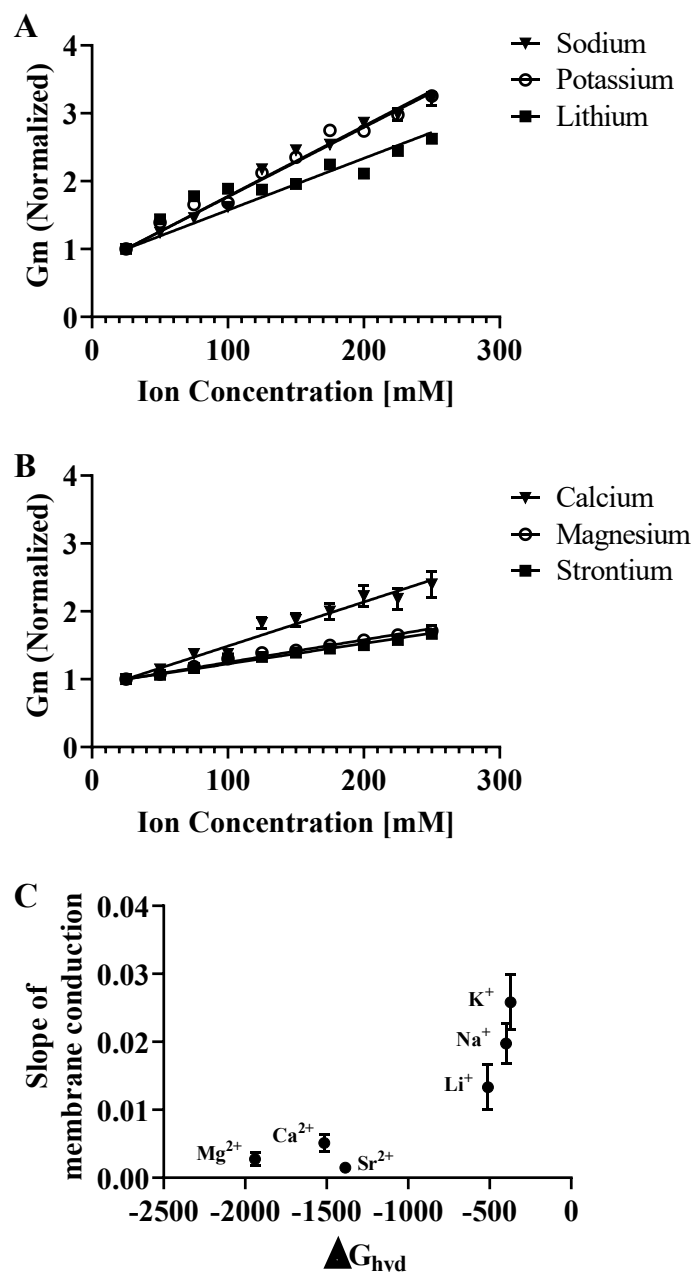 A
4
3
2
1
0
Gm (Normalized)
0 100 200 300
Ion Concentration [mM]
Sodium
Potassium
Lithium
B
4
3
2
1
0
Gm (Normalized)
0 100 200 300
Ion Concentration [mM]
Calcium
Magnesium
Strontium
C
Slope of
membrane conduction
0.04
0.03
0.02
0.01
0.00
K⁺
Na⁺
Li⁺
Mg²⁺
Ca²⁺
Sr²⁺
-2500 -2000 -1500 -1000 -500 0
▲G_hyd